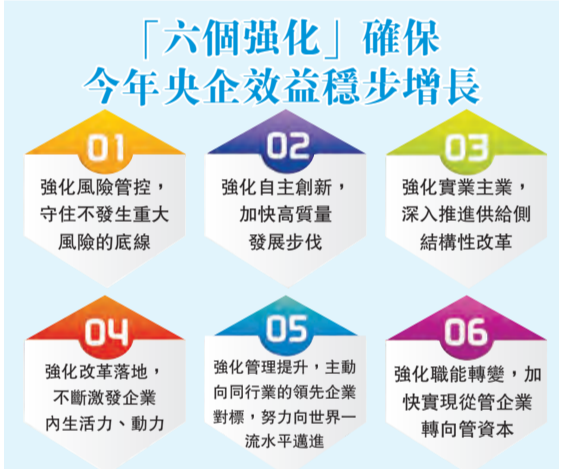 「六個强化」確保
今年央企效益穩步增長
01
強化風險管控，
守住不發生重大
風險的底線
02
強化自主創新，
加快高質量
發展步伐
03
強化實業主業，
深入推進供給側
結構性改革
04
強化改革落地，
不斷激發企業
內生活力、動力
05
強化管理提升，主動
向同行業的領先企業
對標，努力向世界一
流水平邁進
06
強化職能轉變，加
快實現從管企業
轉向管資本